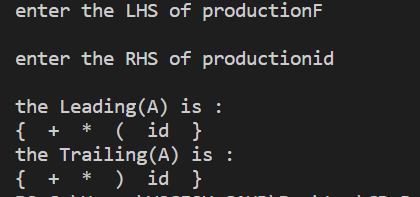 enter the LHS of productionF
enter the RHS of productionid
the Leading(A) is :
{ + * ( id }
the Trailing(A) is :
{ + * ) id }